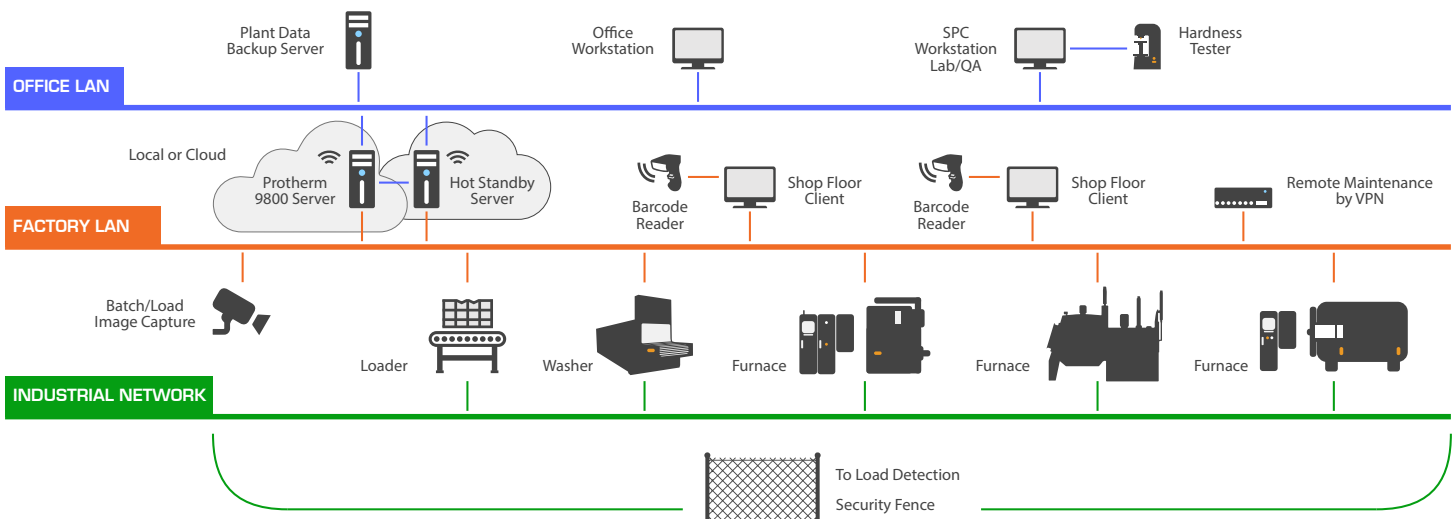 Plant Data
Backup Server
Office
Workstation
SPC
Workstation
Lab/QA
Hardness
Tester
OFFICE LAN
Local or Cloud
Protherm
9800 Server
Hot Standby
Server
Barcode
Reader
Shop Floor
Client
Barcode
Reader
Shop Floor
Client
Remote Maintenance
by VPN
FACTORY LAN
Batch/Load
Image Capture
Loader
Washer
Furnace
Furnace
Furnace
INDUSTRIAL NETWORK
To Load Detection
Security Fence